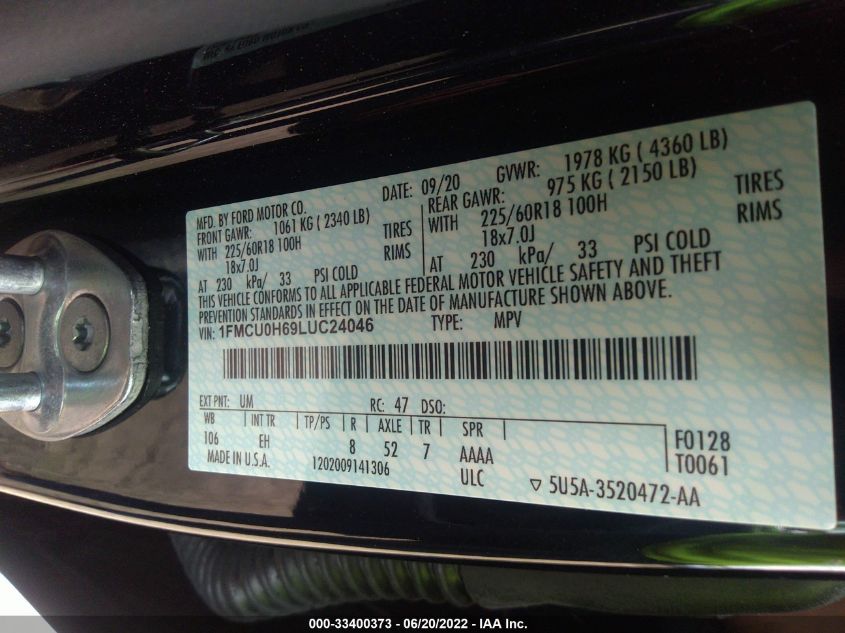 MFD. BY FORD MOTOR CO. DATE: 09/20 GVWR: 1978 KG ( 4360 LB)
FRONT GAWR: 1061 KG ( 2340 LB) REAR GAWR: 975 KG ( 2150 LB)
WITH 225/60R18 100H TIRES WITH 225/60R18 100H TIRES
18x7.0J RIMS 18x7.0J RIMS
AT 230 kPa/ 33 PSI COLD AT 230 kPa/ 33 PSI COLD
THIS VEHICLE CONFORMS TO ALL APPLICABLE FEDERAL MOTOR VEHICLE SAFETY AND THEFT
PREVENTION STANDARDS IN EFFECT ON THE DATE OF MANUFACTURE SHOWN ABOVE.
VIN: 1FMCU0H69LUC24046 TYPE: MPV
EXT PNT: UM RC: 47 DSO:
WB INT TR TP/PS R AXLE TR SPR
106 EH 8 52 7 AAAA F0128
MADE IN U.S.A. 1202009141306 ULC T0061
▽ 5U5A-3520472-AA
000-33400373 - 06/20/2022 - IAA Inc.